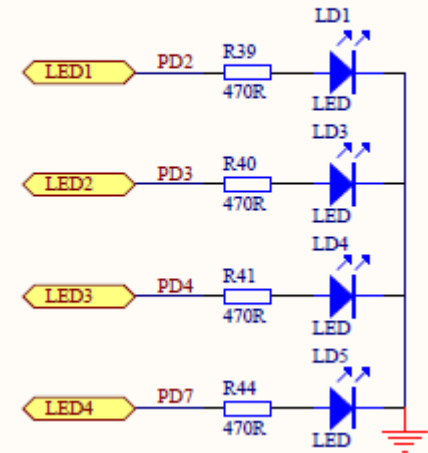 LD1
LED1 PD2 R39
470R LED
LD3
LED2 PD3 R40
470R LED
LD4
LED3 PD4 R41
470R LED
LD5
LED4 PD7 R44
470R LED